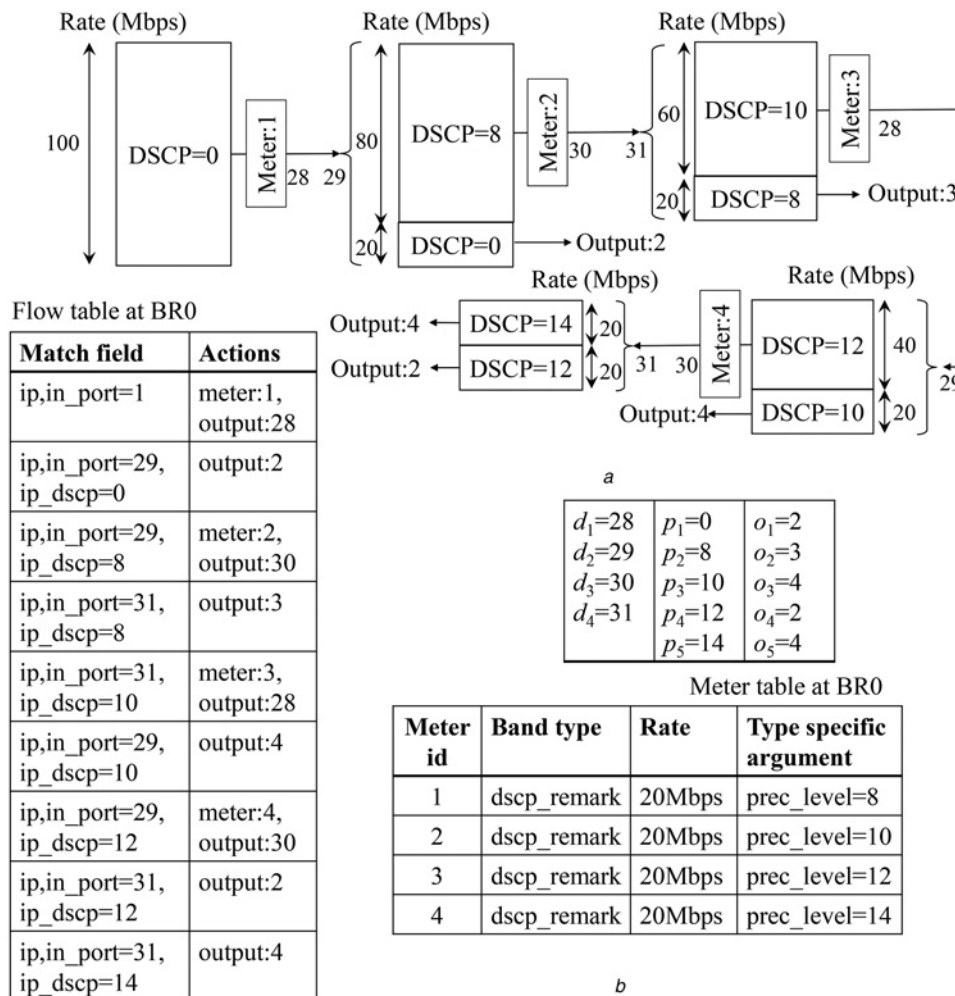 Rate (Mbps)
Rate (Mbps)
Rate (Mbps)
100
DSCP=0
Meter:1
28
29
80
DSCP=8
20
DSCP=0
Output:2
Meter:2
30
31
60
DSCP=10
20
DSCP=8
Output:3
Meter:3
28
Rate (Mbps)
Rate (Mbps)
Output:4
DSCP=14
20
Output:2
DSCP=12
20
31
30
Meter:4
DSCP=12
40
Output:4
DSCP=10
20
29
a
Flow table at BR0
Match field Actions
ip,in_port=1 meter:1,
output:28
ip,in_port=29, output:2
ip_dscp=0
ip,in_port=29, meter:2,
ip_dscp=8 output:30
ip,in_port=31, output:3
ip_dscp=8
ip,in_port=31, meter:3,
ip_dscp=10 output:28
ip,in_port=29, output:4
ip_dscp=10
ip,in_port=29, meter:4,
ip_dscp=12 output:30
ip,in_port=31, output:2
ip_dscp=12
ip,in_port=31, output:4
ip_dscp=14
d1=28 p1=0 o1=2
d2=29 p2=8 o2=3
d3=30 p3=10 o3=4
d4=31 p4=12 o4=2
p5=14 o5=4
Meter table at BR0
Meter Band type Rate Type specific
id argument
1 dscp_remark 20Mbps prec_level=8
2 dscp_remark 20Mbps prec_level=10
3 dscp_remark 20Mbps prec_level=12
4 dscp_remark 20Mbps prec_level=14
b